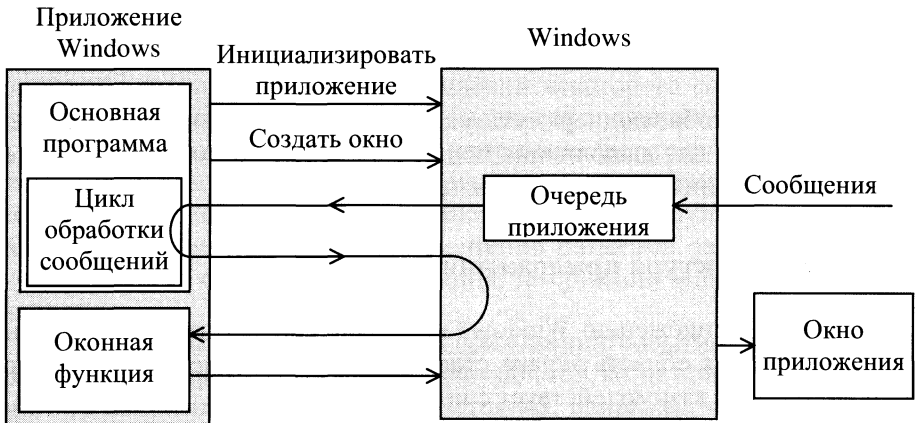 Приложение
Windows
Инициализировать
приложение
Windows
Основная
программа
Создать окно
Цикл
обработки
сообщений
Очередь
приложения
Сообщения
Оконная
функция
Окно
приложения